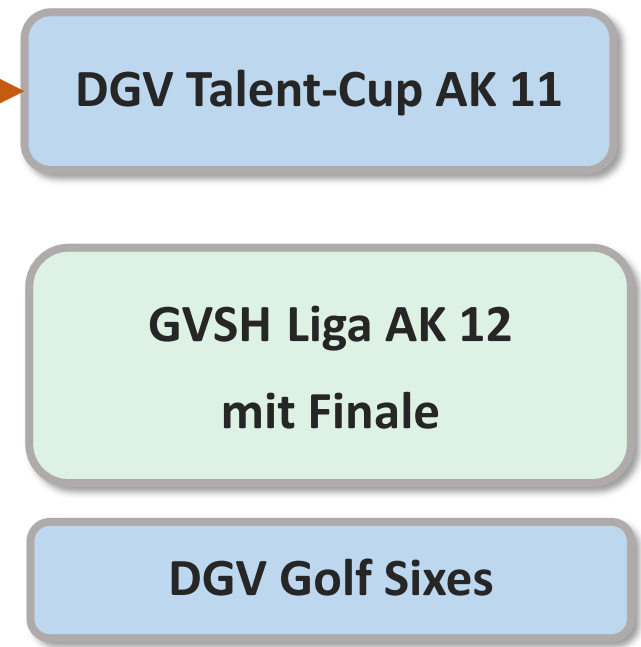 DGV Talent-Cup AK 11
GVSH Liga AK 12
mit Finale
DGV Golf Sixes